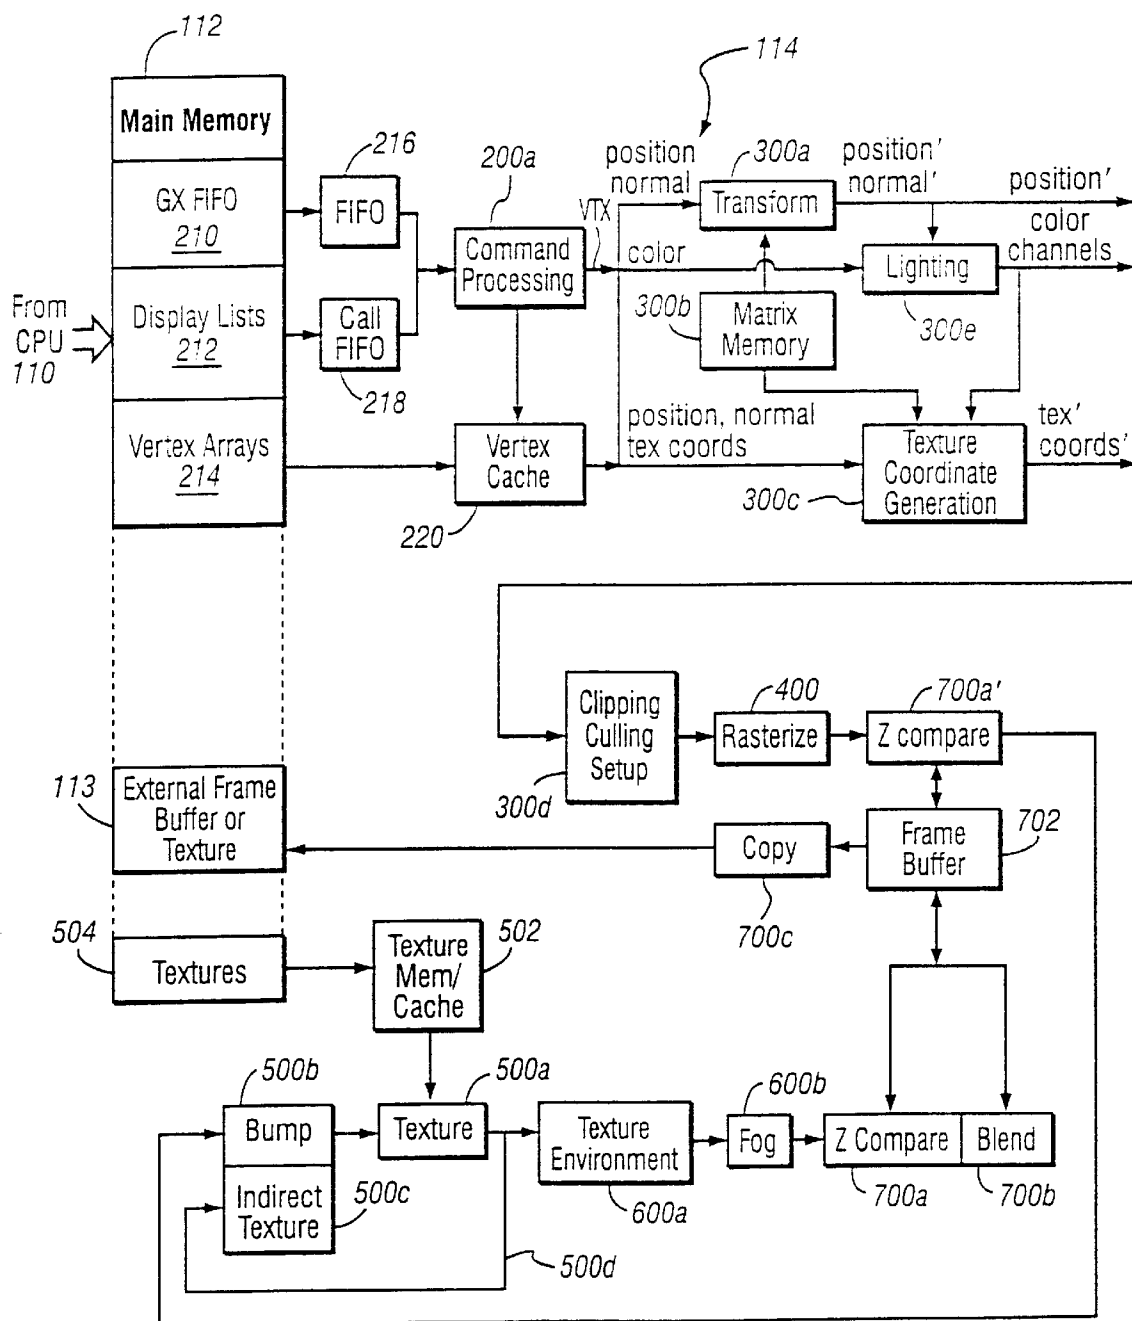 112
114
Main Memory
216
200a
position
normal
300a
position'
normal'
position'
GX FIFO
210
FIFO
VTX
Transform
color
channels
Command
Processing
color
Lighting
From
CPU
110
Display Lists
212
Call
FIFO
300b
Matrix
Memory
300e
218
Vertex Arrays
214
Vertex
Cache
position, normal
tex coords
Texture
Coordinate
Generation
tex'
coords'
300c
220
Clipping
Culling
Setup
400
Rasterize
700a'
Z compare
300d
113
External Frame
Buffer or
Texture
Copy
Frame
Buffer
702
700c
504
Textures
Texture
Mem/
Cache
502
500b
500a
600b
Bump
Texture
Texture
Environment
Fog
Z Compare
Blend
Indirect
Texture
500c
600a
700a
700b
500d